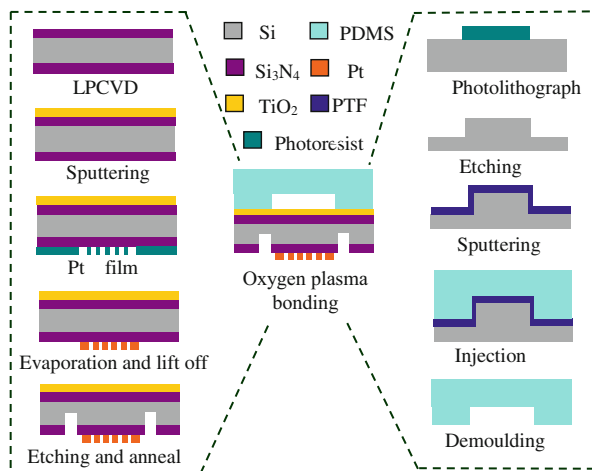 Si
PDMS
Si3N4
Pt
TiO2
PTF
Photoresist
LPCVD
Sputtering
Pt film
Evaporation and lift off
Etching and anneal
Oxygen plasma
bonding
Photolithograph
Etching
Sputtering
Injection
Demoulding